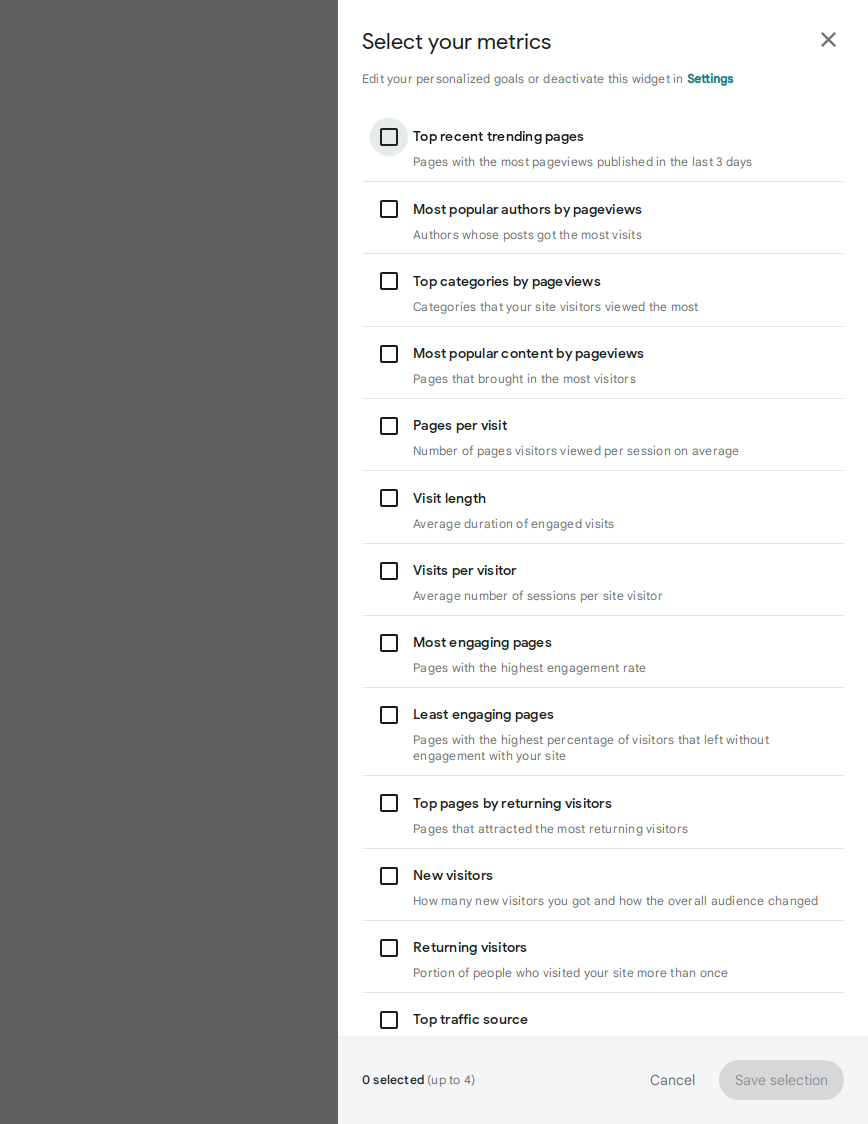 Select your metrics
Edit your personalized goals or deactivate this widget in Settings
Top recent trending pages
Pages with the most pageviews published in the last 3 days
Most popular authors by pageviews
Authors whose posts got the most visits
Top categories by pageviews
Categories that your site visitors viewed the most
Most popular content by pageviews
Pages that brought in the most visitors
Pages per visit
Number of pages visitors viewed per session on average
Visit length
Average duration of engaged visits
Visits per visitor
Average number of sessions per site visitor
Most engaging pages
Pages with the highest engagement rate
Least engaging pages
Pages with the highest percentage of visitors that left without
engagement with your site
Top pages by returning visitors
Pages that attracted the most returning visitors
New visitors
How many new visitors you got and how the overall audience changed
Returning visitors
Portion of people who visited your site more than once
Top traffic source
0 selected (up to 4)
Cancel
Save selection